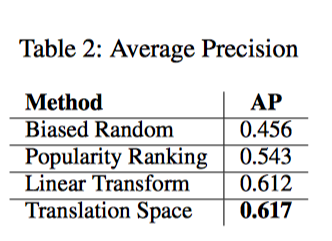 Table 2: Average Precision
Method AP
Biased Random 0.456
Popularity Ranking 0.543
Linear Transform 0.612
Translation Space 0.617